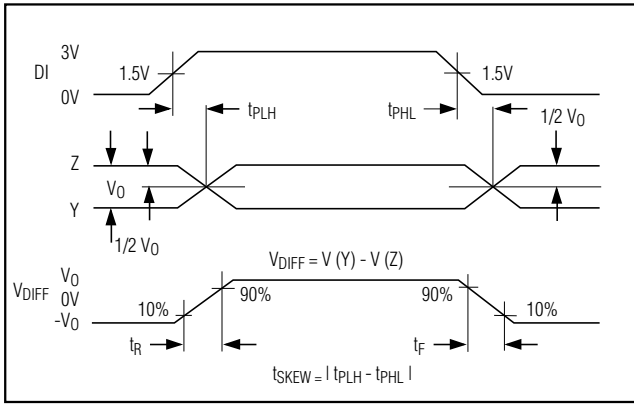 3V
DI
1.5V
1.5V
0V
tPLH
tPHL
1/2 VO
Z
VO
Y
1/2 VO
VDIFF = V (Y) - V (Z)
VO
VDIFF
0V
-VO
10%
90%
90%
10%
tR
tF
tSKEW = | tPLH - tPHL |